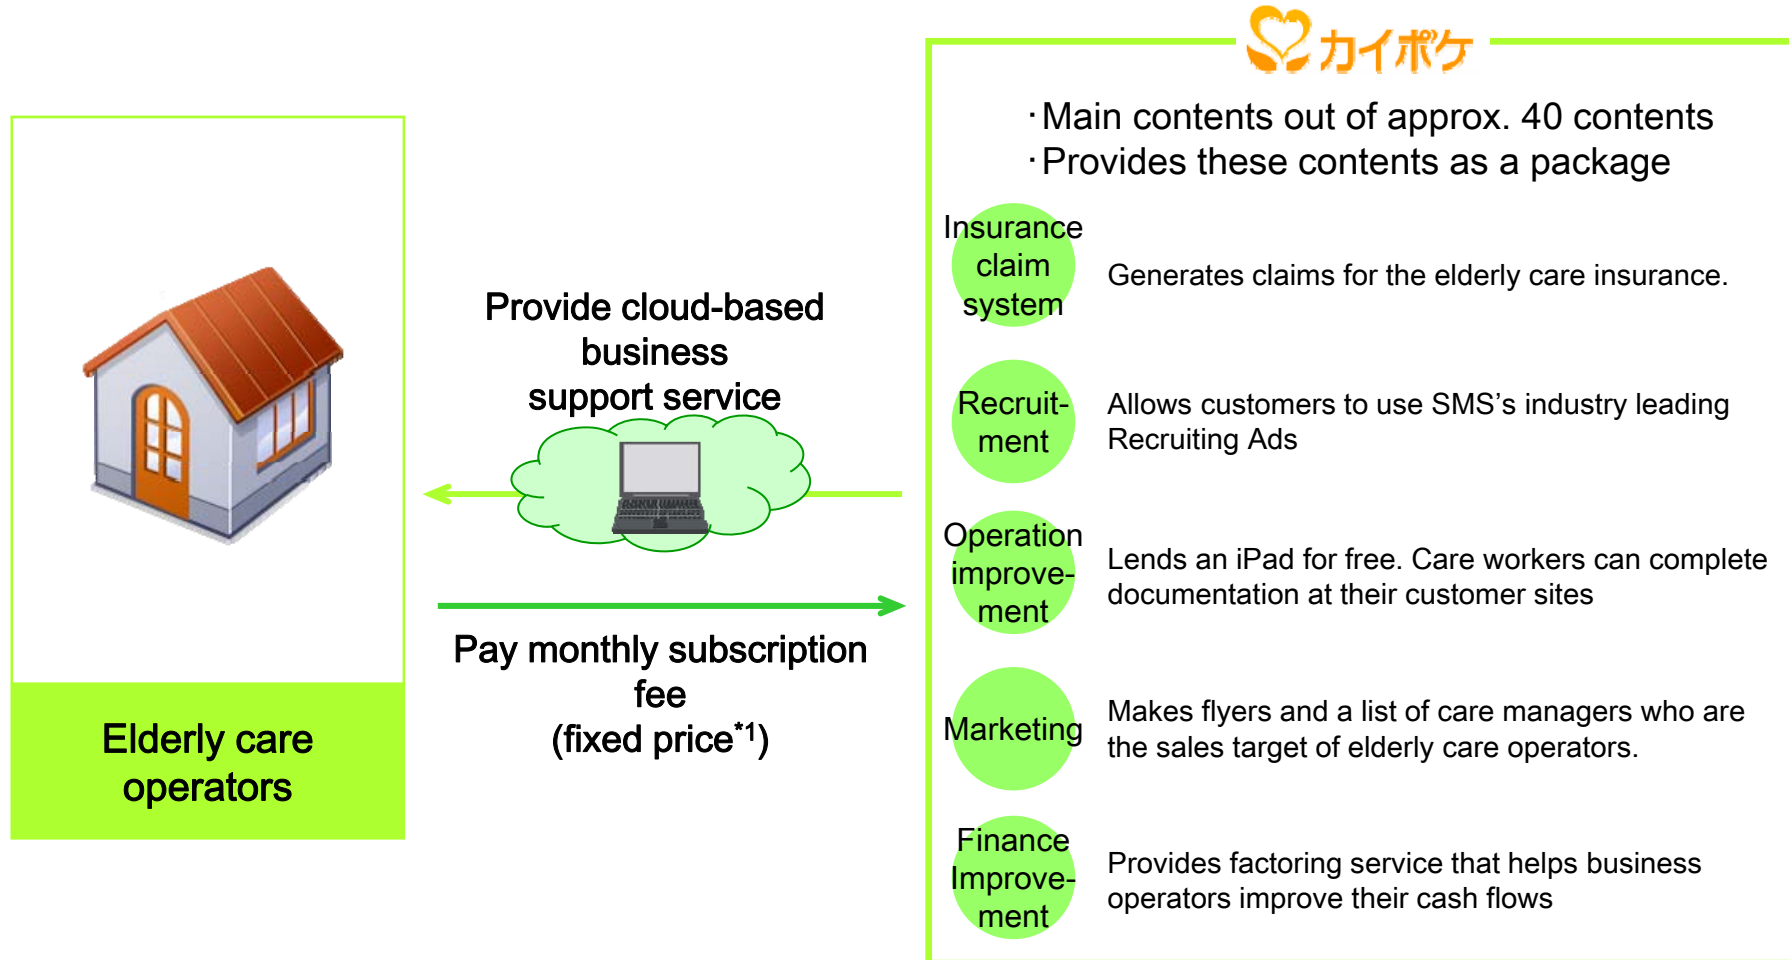 カイポケ
･Main contents out of approx. 40 contents
･Provides these contents as a package
Insurance
claim
system
Generates claims for the elderly care insurance.
Recruit-
ment
Allows customers to use SMS’s industry leading
Recruiting Ads
Operation
improve-
ment
Lends an iPad for free. Care workers can complete
documentation at their customer sites
Marketing
Makes flyers and a list of care managers who are
the sales target of elderly care operators.
Finance
Improve-
ment
Provides factoring service that helps business
operators improve their cash flows
Provide cloud-based
business
support service
Pay monthly subscription
fee
(fixed price*1)
Elderly care
operators